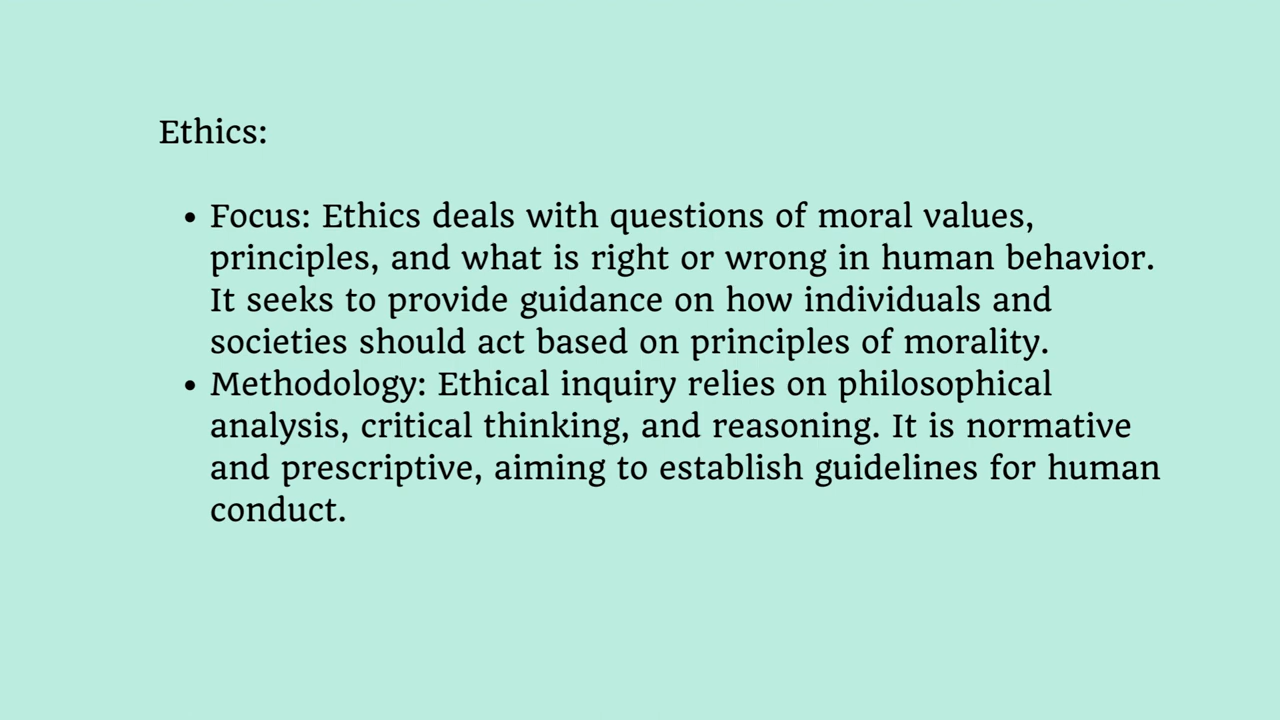 Ethics:
• Focus: Ethics deals with questions of moral values,
principles, and what is right or wrong in human behavior.
It seeks to provide guidance on how individuals and
societies should act based on principles of morality.
• Methodology: Ethical inquiry relies on philosophical
analysis, critical thinking, and reasoning. It is normative
and prescriptive, aiming to establish guidelines for human
conduct.